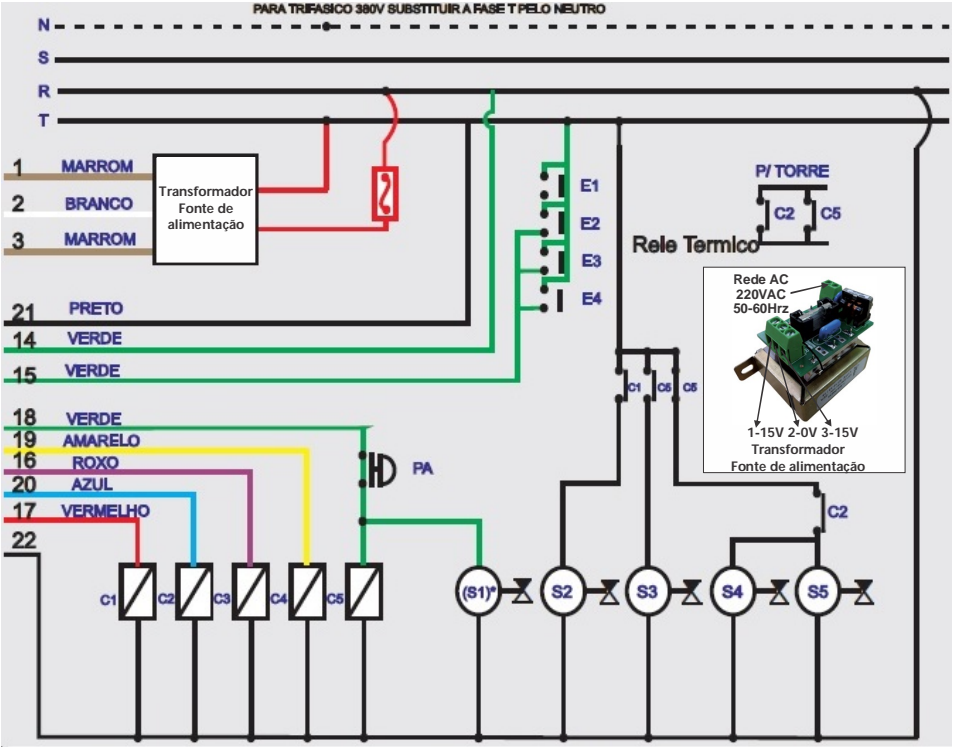 PARA TRIFASICO 380V SUBSTITUIR A FASE T PELO NEUTRO
N
S
R
T
1 MARROM
2 BRANCO
3 MARROM
Transformador
Fonte de
alimentação
E1
E2
E3
E4
P/ TORRE
C2 C5
Rele Termico
Rede AC
220VAC
50-60Hrz
1-15V 2-0V 3-15V
Transformador
Fonte de alimentação
21 PRETO
14 VERDE
15 VERDE
18 VERDE
19 AMARELO
16 ROXO
20 AZUL
17 VERMELHO
22
PA
C1 C5 C5
C2
C1 C2 C3 C4 C5
(S1)* S2 S3 S4 S5